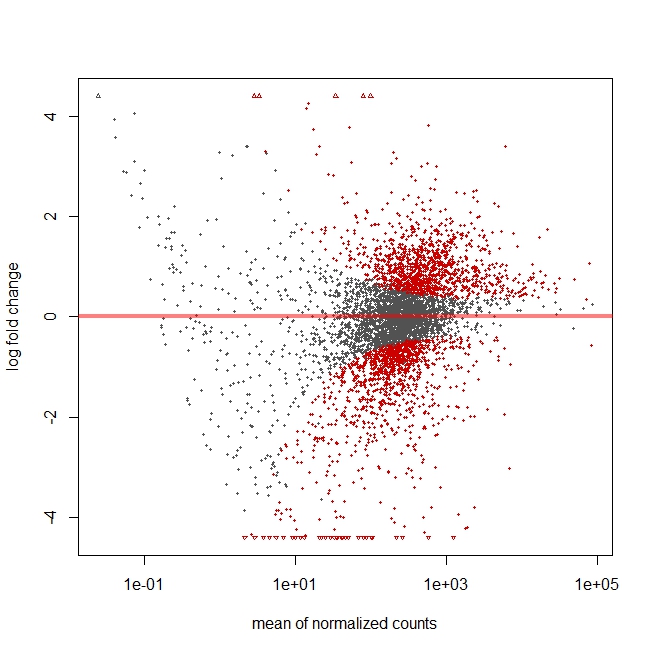 4
2
0
-2
-4
log fold change
1e-01
1e+01
1e+03
1e+05
mean of normalized counts